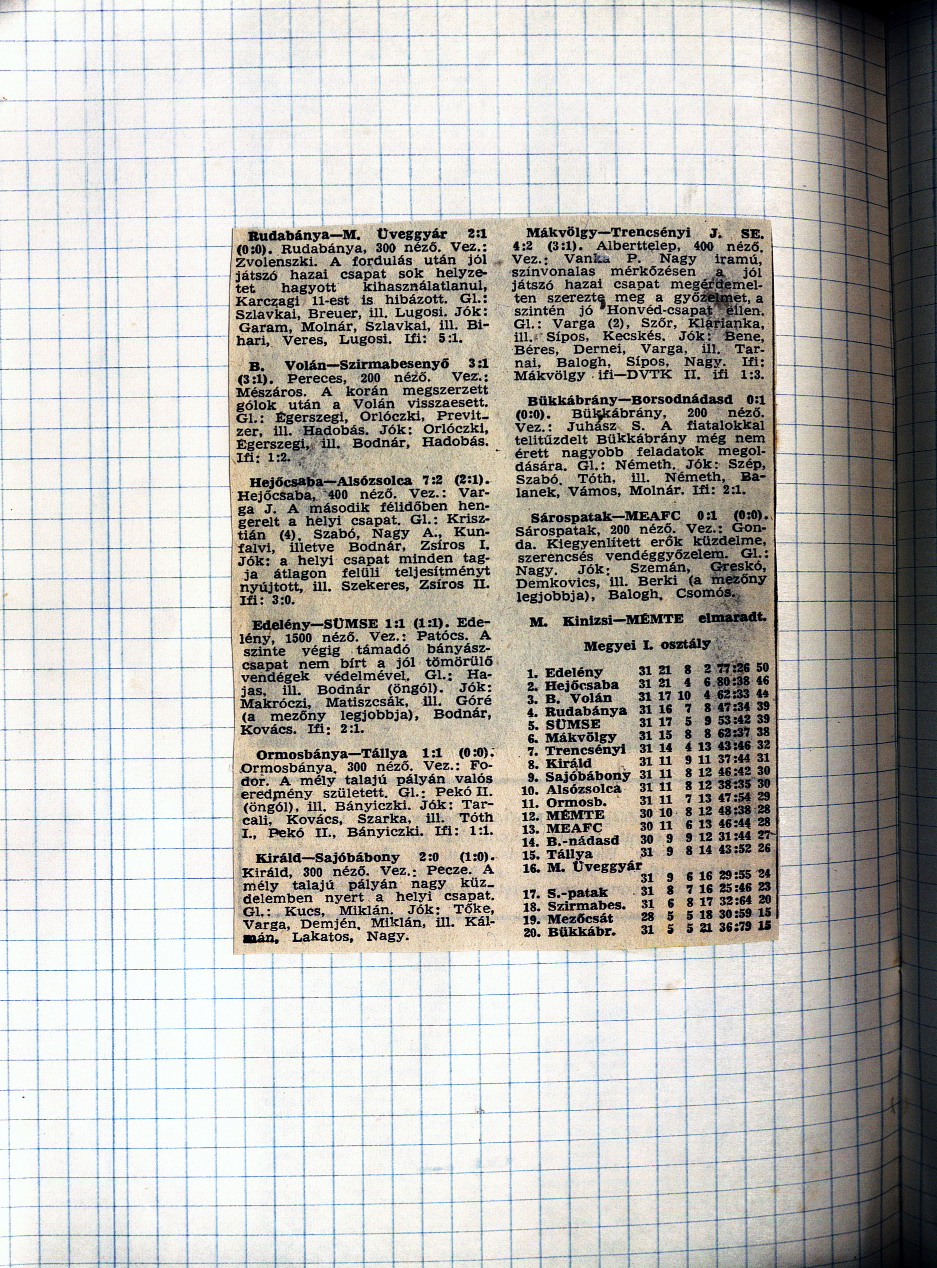 Rudabánya—M. Üveggyár 2:1
(0:0). Rudabánya, 300 néző. Vez.:
Zvolenszki. A fordulás után jól
játszó hazai csapat sok helyze-
tet hagyott kihasználatlanul,
Karczagi 11-est is hibázott. Gl.:
Szlavkai, Breuer, ill. Lugosi. Jók:
Garam, Molnár, Szlavkai, ill. Bi-
hari, Veres, Lugosi. Ifi: 5:1.
B. Volán—Szirmabesenyő 3:1
(3:1). Pereces, 200 néző. Vez.:
Mészáros. A korán megszerzett
gólok után a Volán visszaesett.
Gl.: Egerszegi, Orlóczki, Previt-
zer, ill. Hadobás. Jók: Orlóczki,
Egerszegi, ill. Bodnár, Hadobás.
Ifi: 1:2.
Hejőcsaba—Alsózsolca 7:2 (2:1).
Hejőcsaba, 400 néző. Vez.: Var-
ga J. A második félidőben hen-
gerelt a helyi csapat. Gl.: Krisz-
tián (4), Szabó, Nagy A., Kun-
falvi, illetve Bodnár, Zsíros I.
Jók: a helyi csapat minden tag-
ja átlagon felüli teljesítményt
nyújtott, ill. Szekeres, Zsíros II.
Ifi: 3:0.
Edelény—SÜMSE 1:1 (1:1). Ede-
lény, 1500 néző. Vez.: Patócs. A
szinte végig támadó bányász-
csapat nem bírt a jól tömörülő
vendégek védelmével. Gl.: Ha-
jas, ill. Bodnár (öngól). Jók:
Makróczi, Matiszcsák, ill. Góré
(a mezőny legjobbja), Bodnár,
Kovács. Ifi: 2:1.
Ormosbánya—Tállya 1:1 (0:0).
Ormosbánya, 300 néző. Vez.: Fo-
dor. A mély talajú pályán valós
eredmény született. Gl.: Pekó II.
(öngól), ill. Bányiczki. Jók: Tar-
cali, Kovács, Szarka, ill. Tóth
I., Pekó II., Bányiczki. Ifi: 1:1.
Királd—Sajóbábony 2:0 (1:0).
Királd, 300 néző. Vez.: Pecze. A
mély talajú pályán nagy küz-
delemben nyert a helyi csapat.
Gl.: Kucs, Miklán. Jók: Tőke,
Varga, Demjén, Miklán, ill. Kál-
mán, Lakatos, Nagy.
Mákvölgy—Trencsényi J. SE.
4:2 (3:1). Alberttelep, 400 néző.
Vez.: Vanka P. Nagy iramú,
színvonalas mérkőzésen a jól
játszó hazai csapat megérdemel-
ten szerezte meg a győzelmet, a
szintén jó Honvéd-csapat ellen.
Gl.: Varga (2), Szőr, Klarianka,
ill. Sípos, Kecskés. Jók: Bene,
Béres, Dernei, Varga, ill. Tar-
nai, Balogh, Sípos, Nagy. Ifi:
Mákvölgy ifi—DVTK II. ifi 1:3.
Bükkábrány—Borsodnádasd 0:1
(0:0). Bükkábrány, 200 néző.
Vez.: Juhász S. A fiatalokkal
telitűzdelt Bükkábrány még nem
érett nagyobb feladatok megol-
dására. Gl.: Németh. Jók: Szép,
Szabó, Tóth, ill. Németh, Ba-
lanek, Vámos, Molnár. Ifi: 2:1.
Sárospatak—MEAFC 0:1 (0:0).
Sárospatak, 200 néző. Vez.: Gon-
da. Kiegyenlített erők küzdelme,
szerencsés vendéggyőzelem. Gl.:
Nagy. Jók: Szemán, Greskó,
Demkovics, ill. Berki (a mezőny
legjobbja), Balogh, Csomós.
M. Kinizsi—MÉMTE elmaradt.
Megyei I. osztály
1. Edelény 31 21 8 2 77:26 50
2. Hejőcsaba 31 21 4 6 80:38 46
3. B. Volán 31 17 10 4 62:33 44
4. Rudabánya 31 16 7 8 47:34 39
5. SÜMSE 31 17 5 9 53:42 39
6. Mákvölgy 31 15 8 8 62:37 38
7. Trencsényi 31 14 4 13 43:46 32
8. Királd 31 11 9 11 37:44 31
9. Sajóbábony 31 11 8 12 46:42 30
10. Alsózsolca 31 11 8 12 38:35 30
11. Ormosb. 31 11 7 13 47:54 29
12. MÉMTE 30 10 8 12 48:38 28
13. MEAFC 30 11 6 13 46:44 28
14. B.-nádasd 30 9 9 12 31:44 27
15. Tállya 31 9 8 14 43:52 26
16. M. Üveggyár
31 9 6 16 29:55 24
17. S.-patak 31 8 7 16 25:46 23
18. Szirmabes. 31 6 8 17 32:64 20
19. Mezőcsát 28 5 5 18 30:59 15
20. Bükkábr. 31 5 5 21 36:79 15